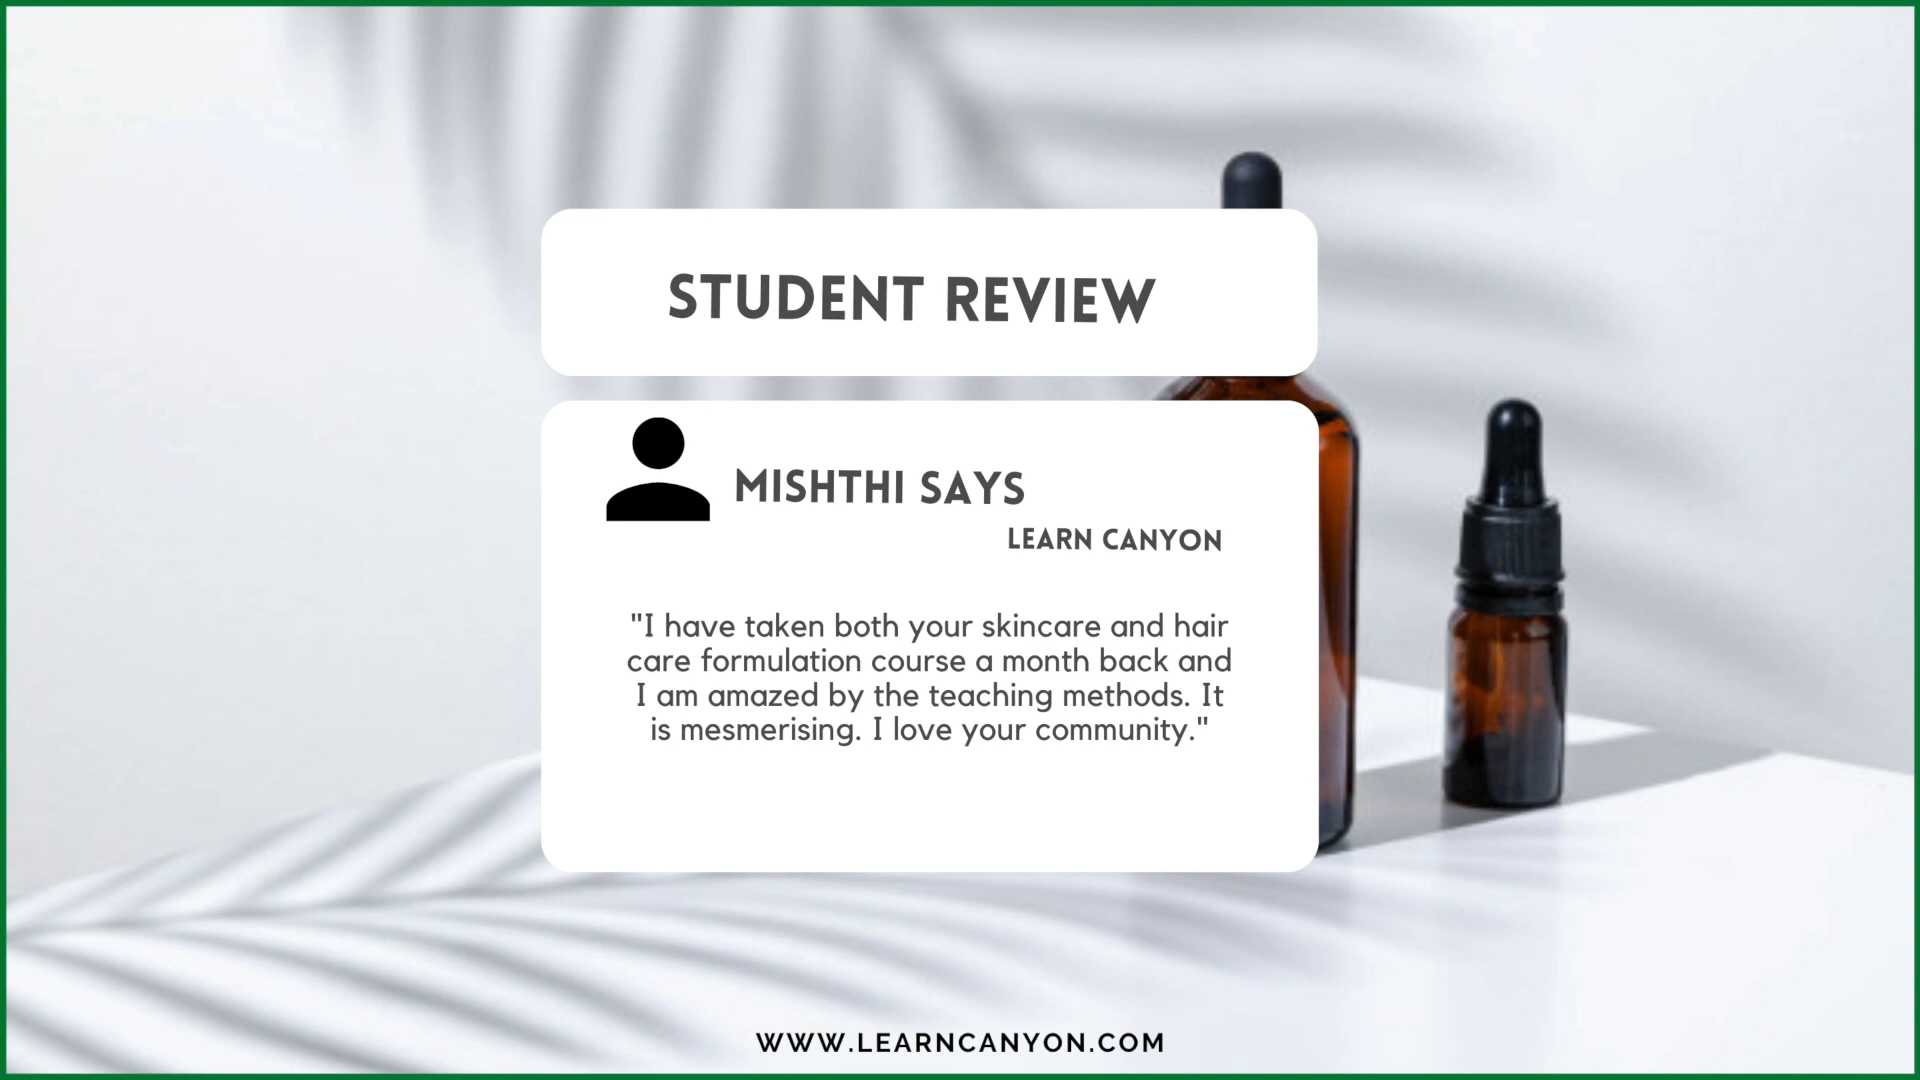 STUDENT REVIEW
MISHTHI SAYS
LEARN CANYON
"I have taken both your skincare and hair
care formulation course a month back and
I am amazed by the teaching methods. It
is mesmerising. I love your community."
WWW.LEARNCANYON.COM